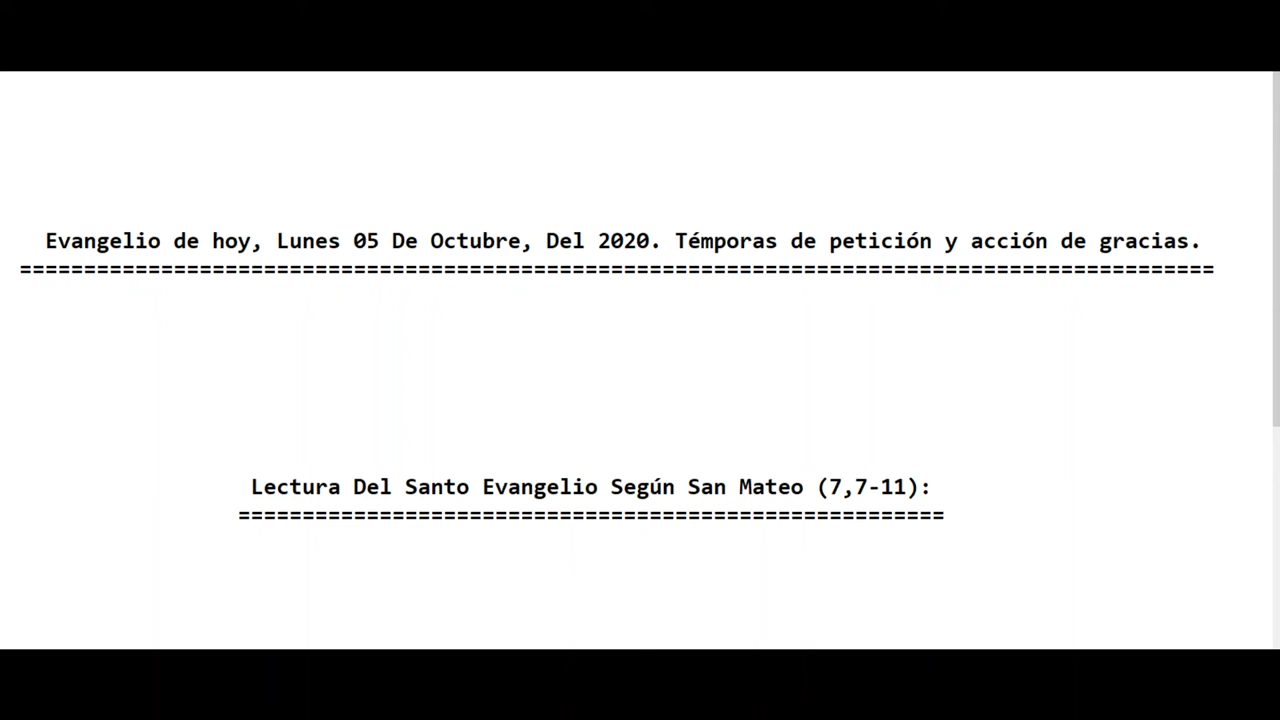 Evangelio de hoy, Lunes 05 De Octubre, Del 2020. Témporas de petición y acción de gracias.
=============================================================================================
Lectura Del Santo Evangelio Según San Mateo (7,7-11):
=======================================================